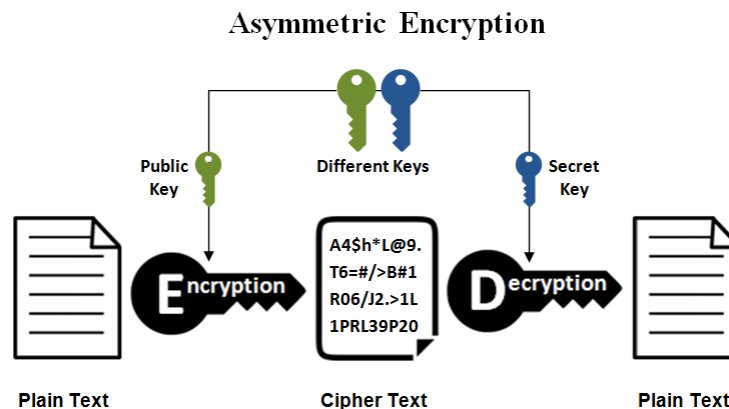 Asymmetric Encryption
Public
Key
Different Keys
Secret
Key
Encryption
A4$h*L@9.
T6=#/>B#1
R06/J2.>1L
1PRL39P20
Decryption
Plain Text
Cipher Text
Plain Text